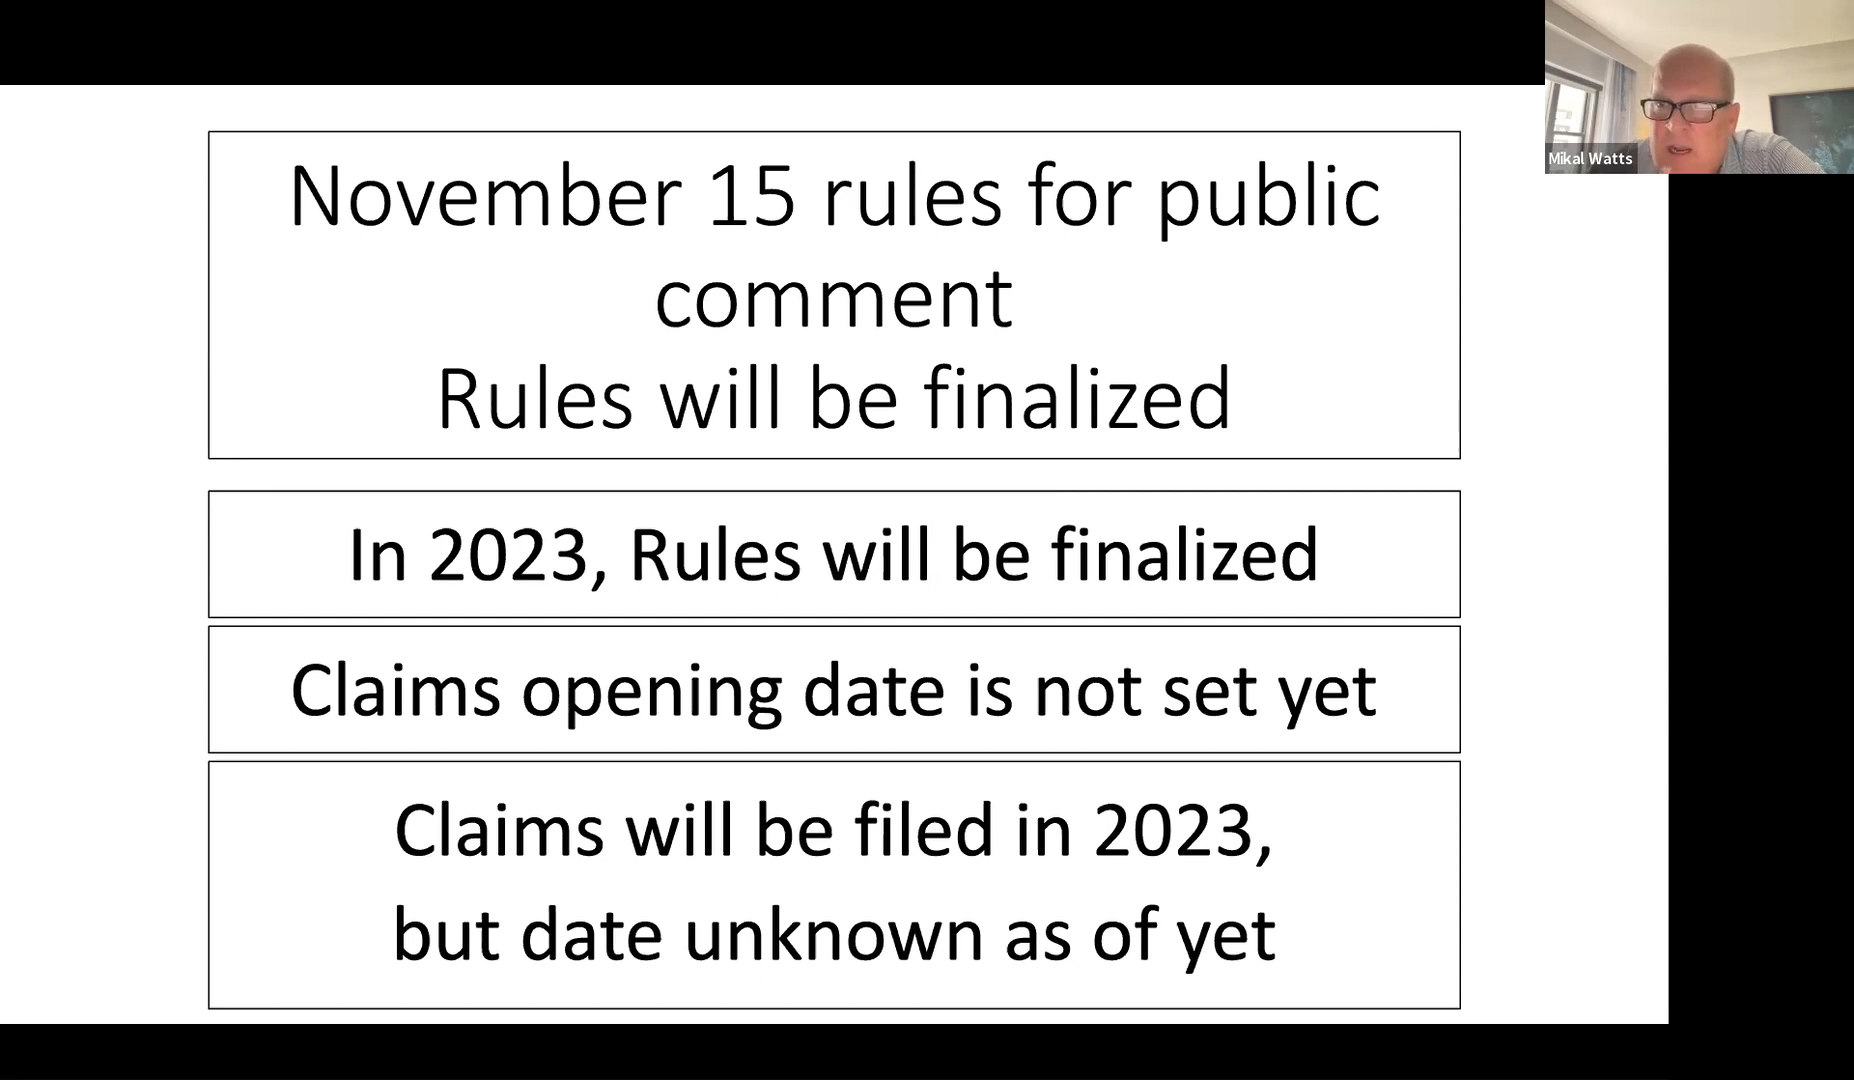 November 15 rules for public
comment
Rules will be finalized
In 2023, Rules will be finalized
Claims opening date is not set yet
Claims will be filed in 2023,
but date unknown as of yet
Mikal Watts